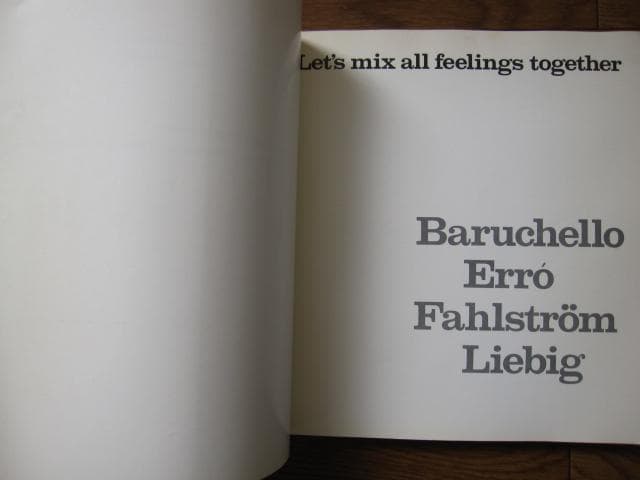 Let's mix all feelings together
Baruchello
Erró
Fahlström
Liebig